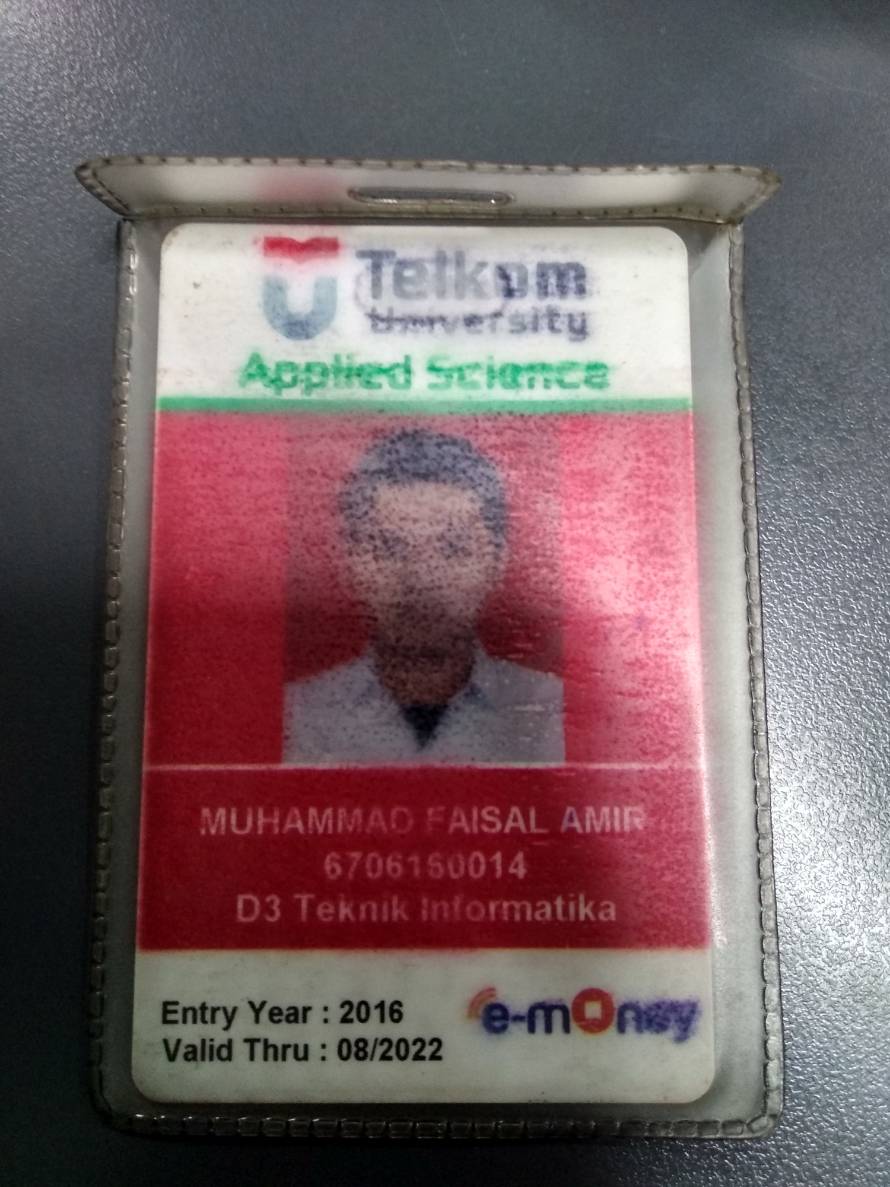 Telkom
University
Applied Science
MUHAMMAD FAISAL AMIR
6706160014
D3 Teknik Informatika
Entry Year : 2016
Valid Thru : 08/2022
e-money